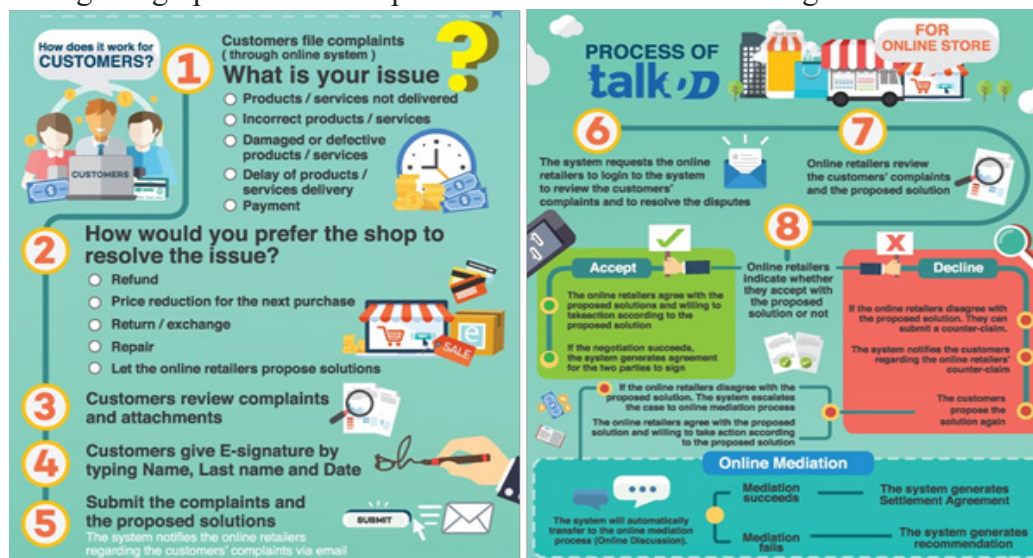 How does it work for
CUSTOMERS?
CUSTOMERS
1
Customers file complaints
( through online system )
What is your issue
Products / services not delivered
Incorrect products / services
Damaged or defective
products / services
Delay of products /
services delivery
Payment
2
How would you prefer the shop to
resolve the issue?
Refund
Price reduction for the next purchase
Return / exchange
Repair
Let the online retailers propose solutions
SALE
3
Customers review complaints
and attachments
4
Customers give E-signature by
typing Name, Last name and Date
5
Submit the complaints and
the proposed solutions
The system notifies the online retailers
regarding the customers' complaints via email
SUBMIT
PROCESS OF
talkDD
FOR
ONLINE STORE
6
The system requests the online
retailers to login to the system
to review the customers'
complaints and to resolve the disputes
7
Online retailers review
the customers' complaints
and the proposed solution
8
Online retailers
indicate whether
they accept with
the proposed
solution or not
Accept
The online retailers agree with the
proposed solutions and willing to
takeaction according to the
proposed solution
If the negotiation succeeds,
the system generates agreement
for the two parties to sign
X
Decline
If the online retailers disagree with
the proposed solution. They can
submit a counter-claim.
The system notifies the customers
regarding the online retailers'
counter-claim
The customers
propose the
solution again
If the online retailers disagree with the
proposed solution. The system escalates
the case to online mediation process
The online retailers agree with the proposed
solution and willing to take action according
to the proposed solution
Online Mediation
The system will automatically
transfer to the online mediation
process (Online Discussion).
Mediation
succeeds
The system generates
Settlement Agreement
Mediation
fails
The system generates
recommendation